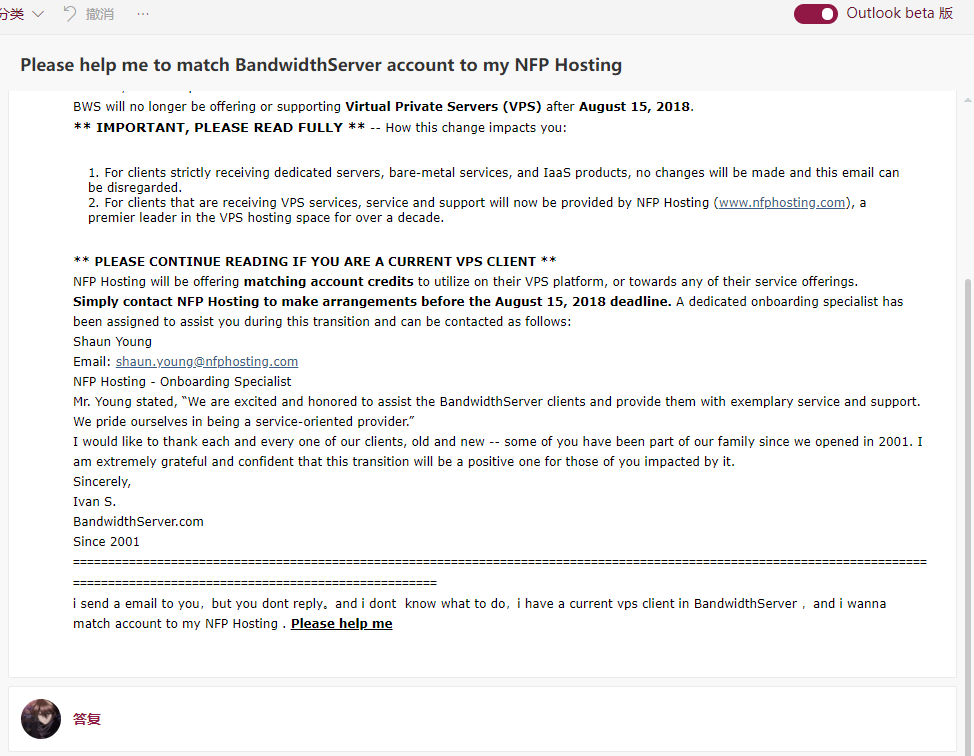 分类 撤消 ... Outlook beta 版
Please help me to match BandwidthServer account to my NFP Hosting
BWS will no longer be offering or supporting Virtual Private Servers (VPS) after August 15, 2018.
** IMPORTANT, PLEASE READ FULLY ** -- How this change impacts you:
1. For clients strictly receiving dedicated servers, bare-metal services, and IaaS products, no changes will be made and this email can
be disregarded.
2. For clients that are receiving VPS services, service and support will now be provided by NFP Hosting (www.nfphosting.com), a
premier leader in the VPS hosting space for over a decade.
** PLEASE CONTINUE READING IF YOU ARE A CURRENT VPS CLIENT **
NFP Hosting will be offering matching account credits to utilize on their VPS platform, or towards any of their service offerings.
Simply contact NFP Hosting to make arrangements before the August 15, 2018 deadline. A dedicated onboarding specialist has
been assigned to assist you during this transition and can be contacted as follows:
Shaun Young
Email: shaun.young@nfphosting.com
NFP Hosting - Onboarding Specialist
Mr. Young stated, “We are excited and honored to assist the BandwidthServer clients and provide them with exemplary service and support.
We pride ourselves in being a service-oriented provider.”
I would like to thank each and every one of our clients, old and new -- some of you have been part of our family since we opened in 2001. I
am extremely grateful and confident that this transition will be a positive one for those of you impacted by it.
Sincerely,
Ivan S.
BandwidthServer.com
Since 2001
i send a email to you，but you dont reply。and i dont  know what to do，i have a current vps client in BandwidthServer ，and i wanna
match account to my NFP Hosting . Please help me
答复